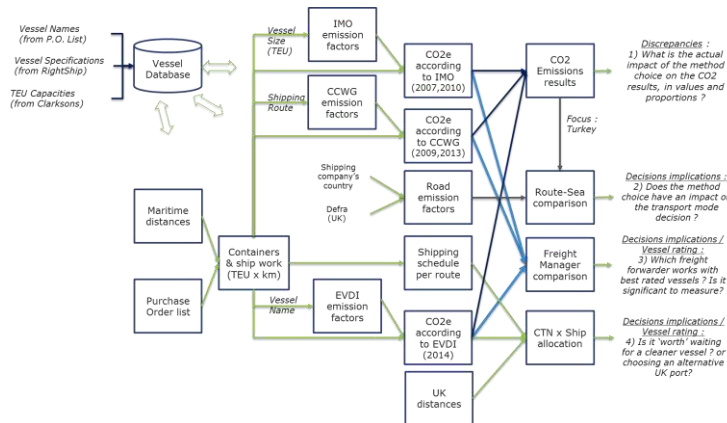 Vessel Names
(from P.O. List)
Vessel Specifications
(from RightShip)
TEU Capacities
(from Clarksons)
Vessel
Database
Vessel
Size
(TEU)
IMO
emission
factors
Shipping
Route
CCWG
emission
factors
CO2e
according
to IMO
(2007,2010)
CO2e
according to
CCWG
(2009,2013)
CO2
Emissions
results
Focus :
Turkey
Discrepancies :
1) What is the actual
impact of the method
choice on the CO2
results, in values and
proportions ?
Shipping
company's
country
Defra
(UK)
Road
emission
factors
Route-Sea
comparison
Decisions implications :
2) Does the method
choice have an impact on
the transport mode
decision ?
Maritime
distances
Purchase
Order list
Containers
& ship work
(TEU x km)
Shipping
schedule
per route
Freight
Manager
comparison
Decisions implications /
Vessel rating :
3) Which freight
forwarder works with
best rated vessels ? Is it
significant to measure?
Vessel
Name
EVDI
emission
factors
CO2e
according
to EVDI
(2014)
CTN x Ship
allocation
Decisions implications /
Vessel rating :
4) Is it 'worth' waiting
for a cleaner vessel ? or
choosing an alternative
UK port?
UK
distances